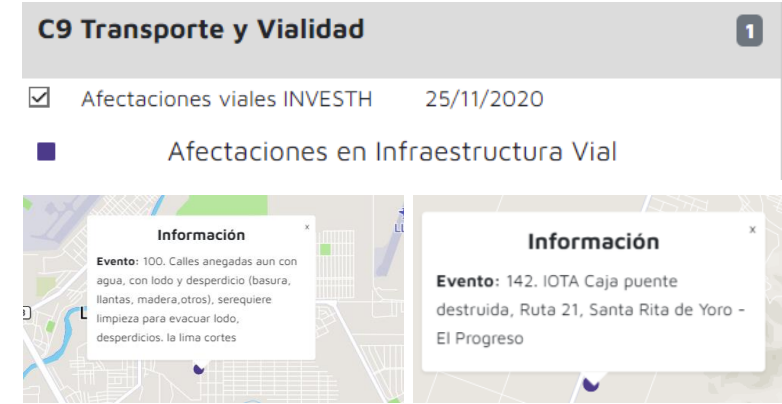 C9 Transporte y Vialidad
1
Afectaciones viales INVESTH 25/11/2020
Afectaciones en Infraestructura Vial
Información
x
Evento: 100. Calles anegadas aun con
agua, con lodo y desperdicio (basura,
llantas, madera,otros), serequiere
limpieza para evacuar lodo,
desperdicios. la lima cortes
Información
x
Evento: 142. IOTA Caja puente
destruida, Ruta 21, Santa Rita de Yoro -
El Progreso